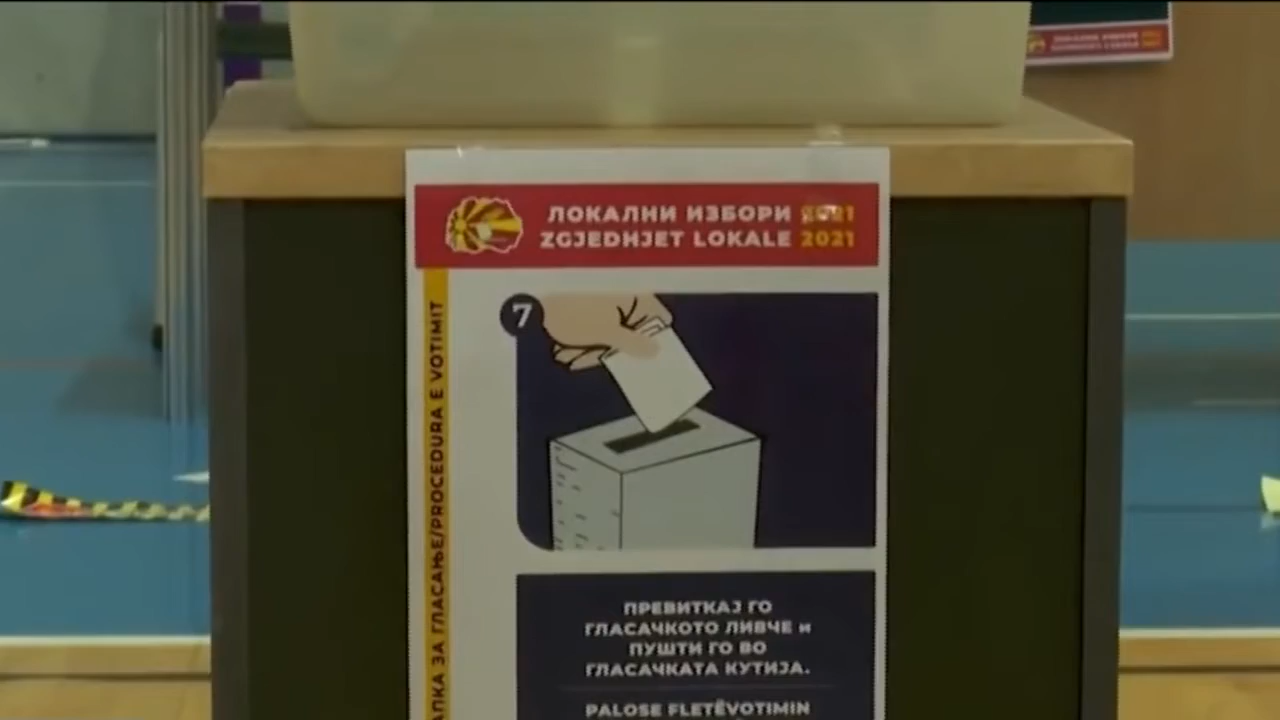 ЛОКАЛНИ ИЗБОРИ 2021
ZGJEDHJET LOKALE 2021
7
ЗА ГЛАСАЊЕ/PROCEDURA E VOTIMIT
ПРЕВИТКАЈ ГО
ГЛАСАЧКОТО ЛИВЧЕ и
ПУШТИ ГО ВО
ГЛАСАЧКАТА КУТИЈА.
PALOSE FLETËVOTIMIN